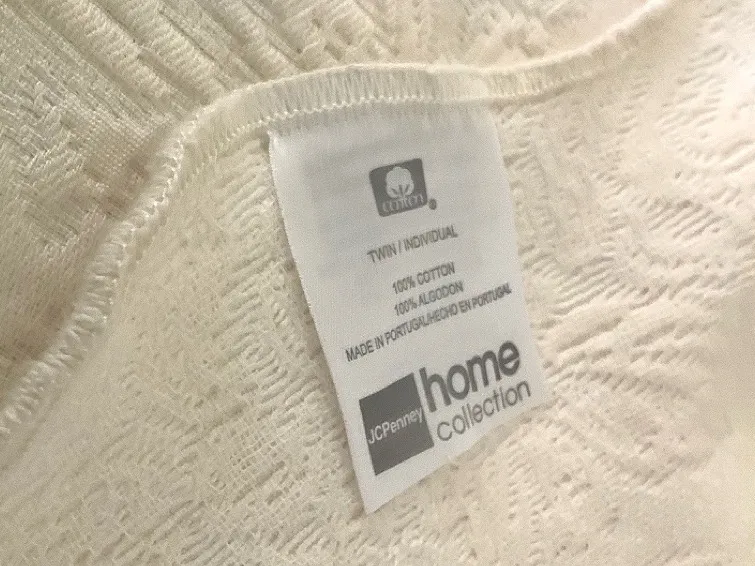 cotton
TWIN / INDIVIDUAL
100% COTTON
100% ALGODON
MADE IN PORTUGAL/HECHO EN PORTUGAL
JCPenney
home
collection